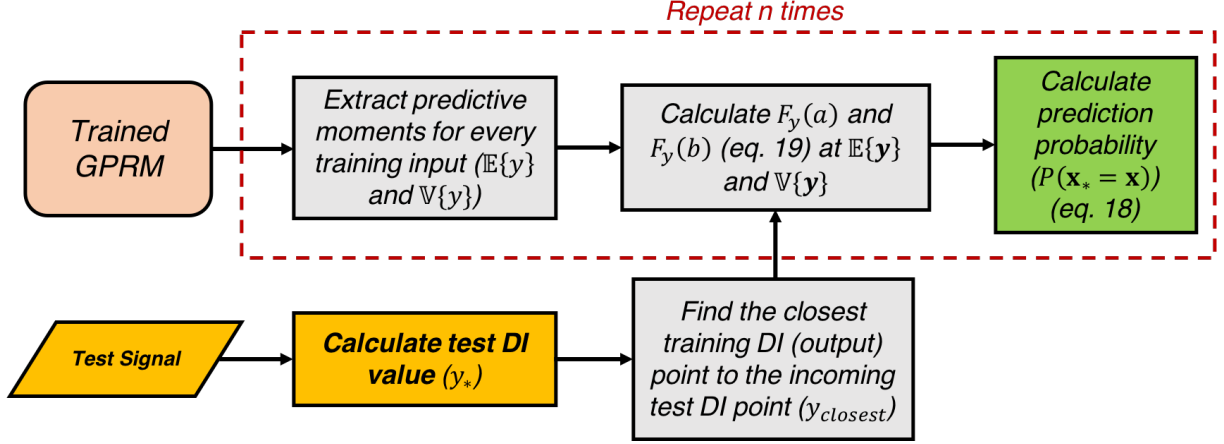 Repeat n times
Trained
GPRM
Extract predictive
moments for every
training input (𝔼{y}
and 𝕍{y})
Calculate F_y(a) and
F_y(b) (eq. 19) at 𝔼{𝒚}
and 𝕍{𝒚}
Calculate
prediction
probability
(P(𝐱_* = 𝐱))
(eq. 18)
Test Signal
Calculate test DI
value (y_*)
Find the closest
training DI (output)
point to the incoming
test DI point (y_closest)